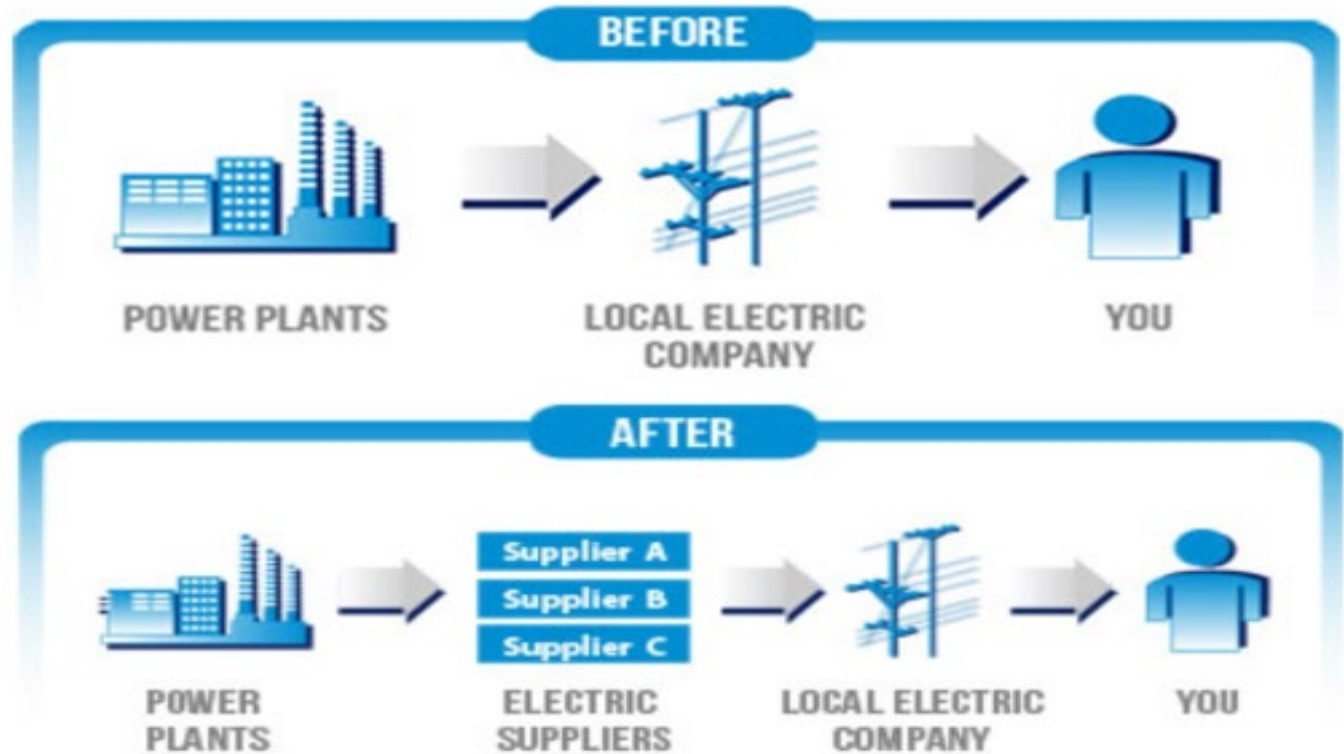 BEFORE
POWER PLANTS
LOCAL ELECTRIC
COMPANY
YOU
AFTER
Supplier A
Supplier B
Supplier C
POWER
PLANTS
ELECTRIC
SUPPLIERS
LOCAL ELECTRIC
COMPANY
YOU